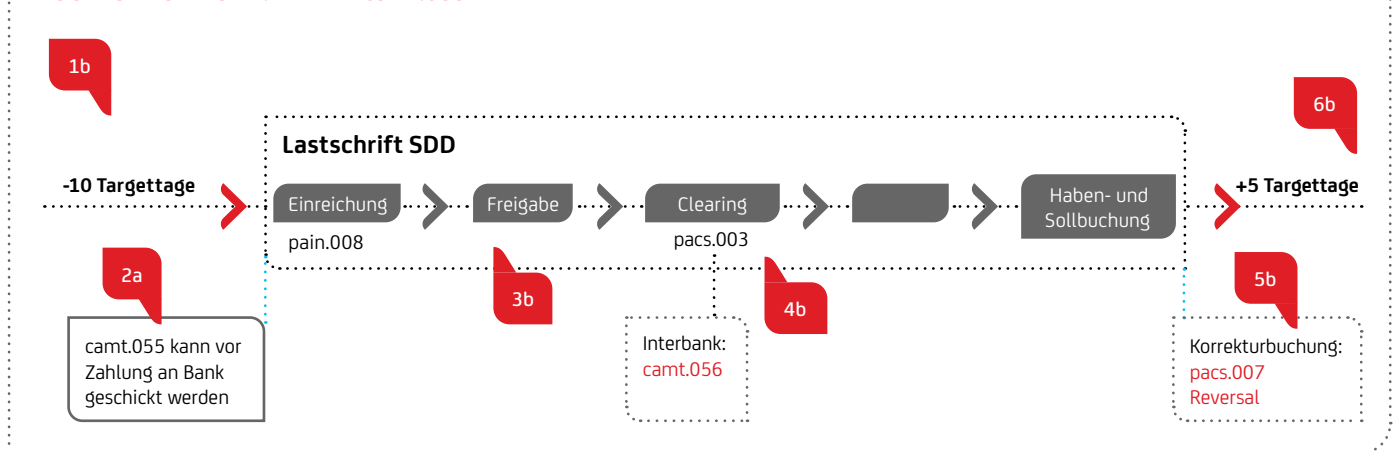 1b
6b
Lastschrift SDD
-10 Targettage
+5 Targettage
Einreichung
Freigabe
Clearing
Haben- und
Sollbuchung
pain.008
pacs.003
2a
3b
4b
5b
camt.055 kann vor
Zahlung an Bank
geschickt werden
Interbank:
camt.056
Korrekturbuchung:
pacs.007
Reversal